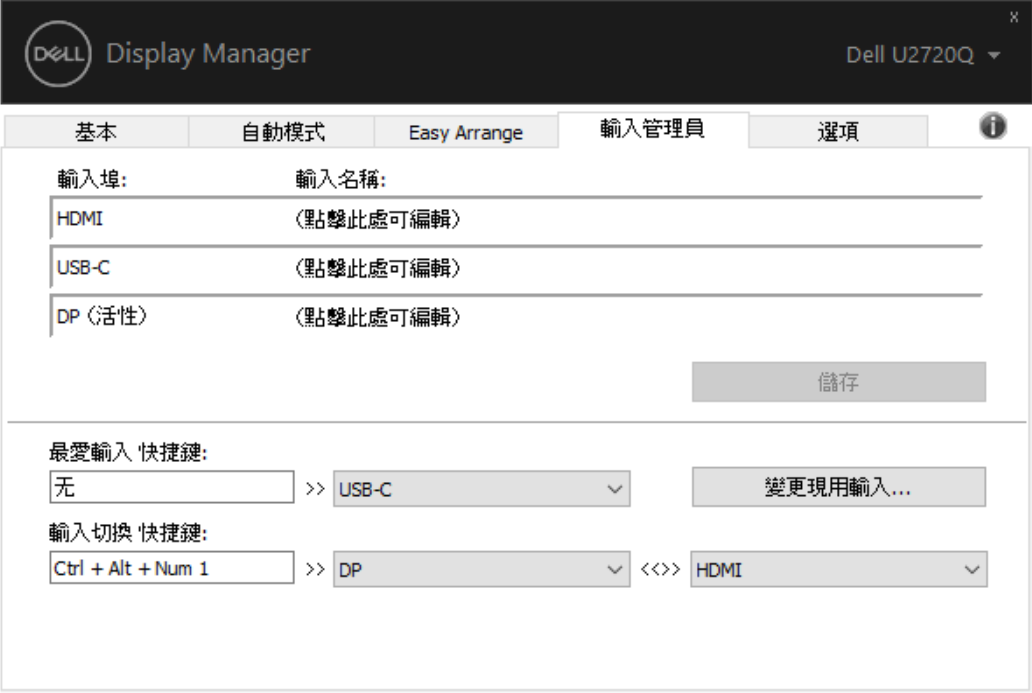 x
DELL Display Manager Dell U2720Q
基本 自動模式 Easy Arrange 輸入管理員 選項
輸入埠: 輸入名稱:
HDMI (點擊此處可編輯)
USB-C (點擊此處可編輯)
DP (活性) (點擊此處可編輯)
儲存
最愛輸入 快捷鍵:
无 >> USB-C 變更現用輸入...
輸入切換 快捷鍵:
Ctrl + Alt + Num 1 >> DP <<>> HDMI